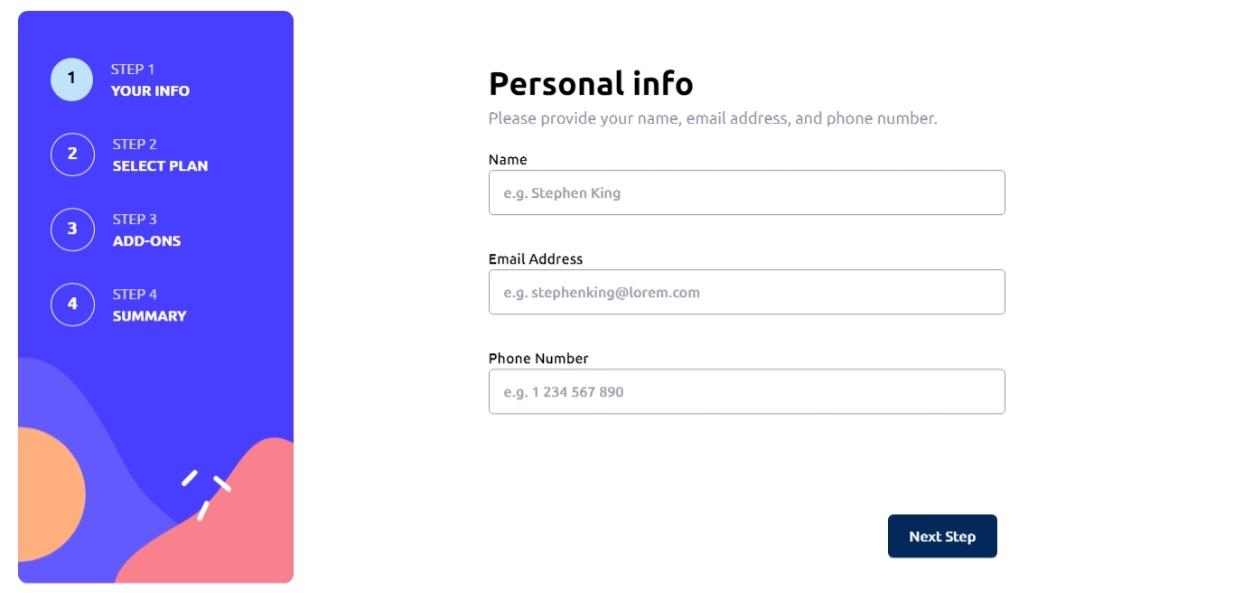 1
STEP 1
YOUR INFO
2
STEP 2
SELECT PLAN
3
STEP 3
ADD-ONS
4
STEP 4
SUMMARY
Personal info
Please provide your name, email address, and phone number.
Name
e.g. Stephen King
Email Address
e.g. stephenking@lorem.com
Phone Number
e.g. 1 234 567 890
Next Step